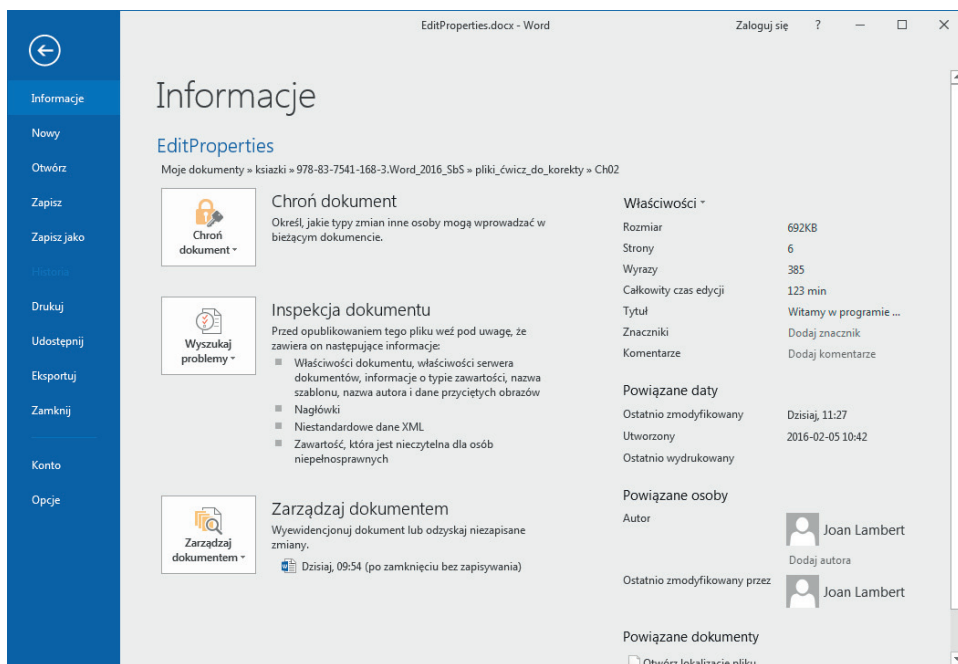 EditProperties.docx - Word
Zaloguj się ?
Informacje
Nowy
Otwórz
Zapisz
Zapisz jako
Historia
Drukuj
Udostępnij
Eksportuj
Zamknij
Konto
Opcje
Informacje
EditProperties
Moje dokumenty » ksiazki » 978-83-7541-168-3.Word_2016_SbS » pliki_ćwicz_do_korekty » Ch02
Chroń
dokument
Chroń dokument
Określ, jakie typy zmian inne osoby mogą wprowadzać w
bieżącym dokumencie.
Wyszukaj
problemy
Inspekcja dokumentu
Przed opublikowaniem tego pliku weź pod uwagę, że
zawiera on następujące informacje:
Właściwości dokumentu, właściwości serwera
dokumentów, informacje o typie zawartości, nazwa
szablonu, nazwa autora i dane przyciętych obrazów
Nagłówki
Niestandardowe dane XML
Zawartość, która jest nieczytelna dla osób
niepełnosprawnych
Zarządzaj
dokumentem
Zarządzaj dokumentem
Wyewidencjonuj dokument lub odzyskaj niezapisane
zmiany.
Dzisiaj, 09:54 (po zamknięciu bez zapisywania)
Właściwości
Rozmiar 692KB
Strony 6
Wyrazy 385
Całkowity czas edycji 123 min
Tytuł Witamy w programie ...
Znaczniki Dodaj znacznik
Komentarze Dodaj komentarze
Powiązane daty
Ostatnio zmodyfikowany Dzisiaj, 11:27
Utworzony 2016-02-05 10:42
Ostatnio wydrukowany
Powiązane osoby
Autor Joan Lambert
Dodaj autora
Ostatnio zmodyfikowany przez Joan Lambert
Powiązane dokumenty
Otwórz lokalizację pliku